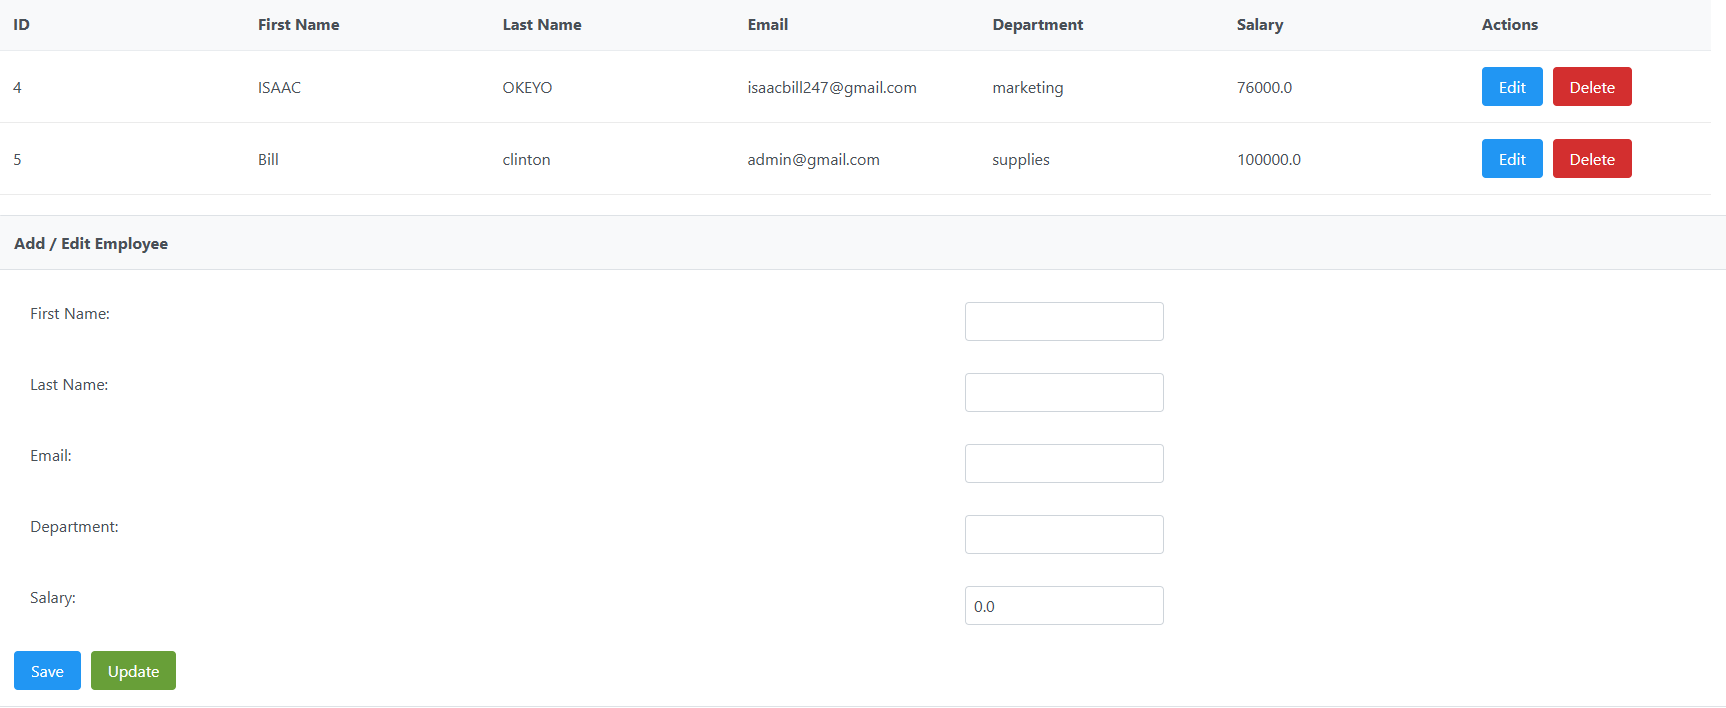 ID First Name Last Name Email Department Salary Actions
4 ISAAC OKEYO isaacbill247@gmail.com marketing 76000.0 Edit Delete
5 Bill clinton admin@gmail.com supplies 100000.0 Edit Delete
Add / Edit Employee
First Name:
Last Name:
Email:
Department:
Salary: 0.0
Save Update